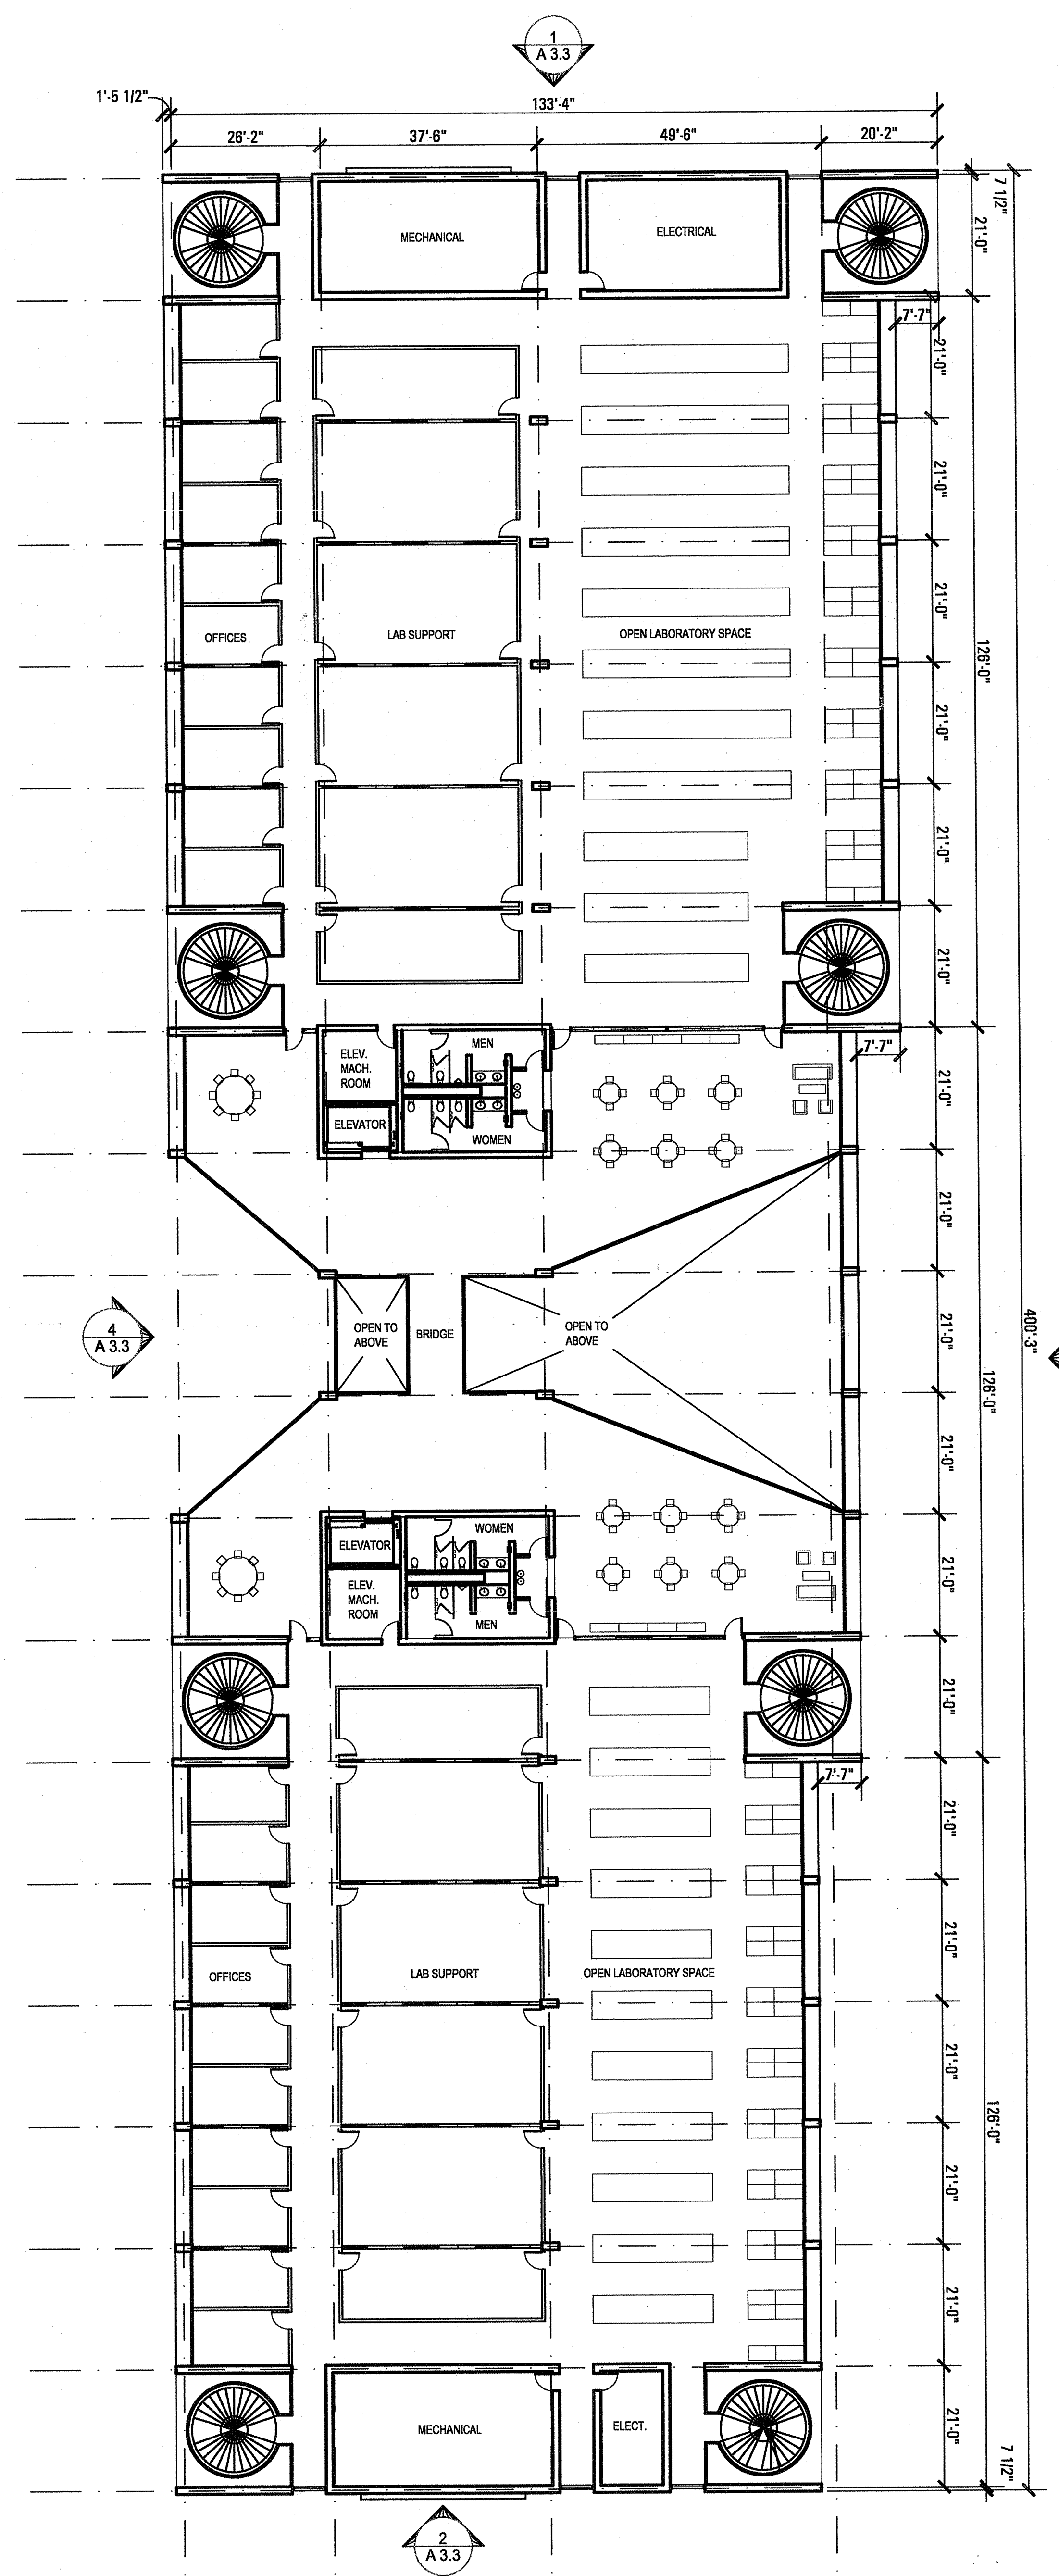 1
A 3.3
1'-5 1/2"
133'-4"
26'-2"
37'-6"
49'-6"
20'-2"
7 1/2"
21'-0"
MECHANICAL
ELECTRICAL
7'-7"
21'-0"
21'-0"
21'-0"
OFFICES
LAB SUPPORT
OPEN LABORATORY SPACE
126'-0"
21'-0"
21'-0"
21'-0"
MEN
ELEV.
MACH.
ROOM
7'-7"
21'-0"
ELEVATOR
WOMEN
21'-0"
4
A 3.3
OPEN TO
ABOVE
BRIDGE
OPEN TO
ABOVE
21'-0"
400'-3"
126'-0"
21'-0"
WOMEN
ELEVATOR
21'-0"
ELEV.
MACH.
ROOM
MEN
21'-0"
7'-7"
21'-0"
21'-0"
OFFICES
LAB SUPPORT
OPEN LABORATORY SPACE
21'-0"
126'-0"
21'-0"
21'-0"
MECHANICAL
ELECT.
21'-0"
7 1/2"
2
A 3.3